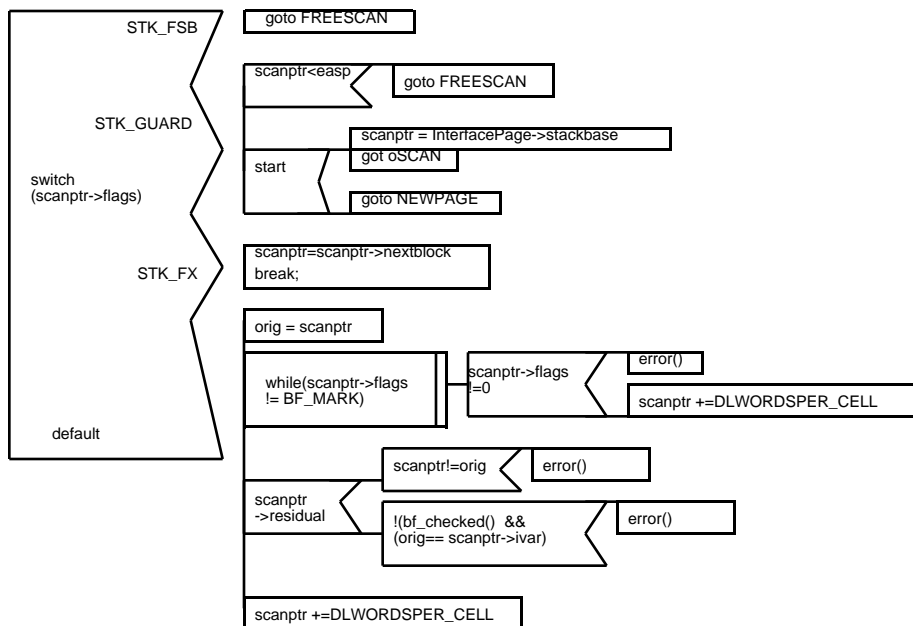 STK_FSB
goto FREESCAN
scanptr<easp
goto FREESCAN
STK_GUARD
scanptr = InterfacePage->stackbase
start
got oSCAN
goto NEWPAGE
switch
(scanptr->flags)
STK_FX
scanptr=scanptr->nextblock
break;
orig = scanptr
while(scanptr->flags
!= BF_MARK)
scanptr->flags
!=0
error()
scanptr +=DLWORDSPER_CELL
default
scanptr!=orig
error()
scanptr
->residual
!(bf_checked() &&
(orig== scanptr->ivar)
error()
scanptr +=DLWORDSPER_CELL